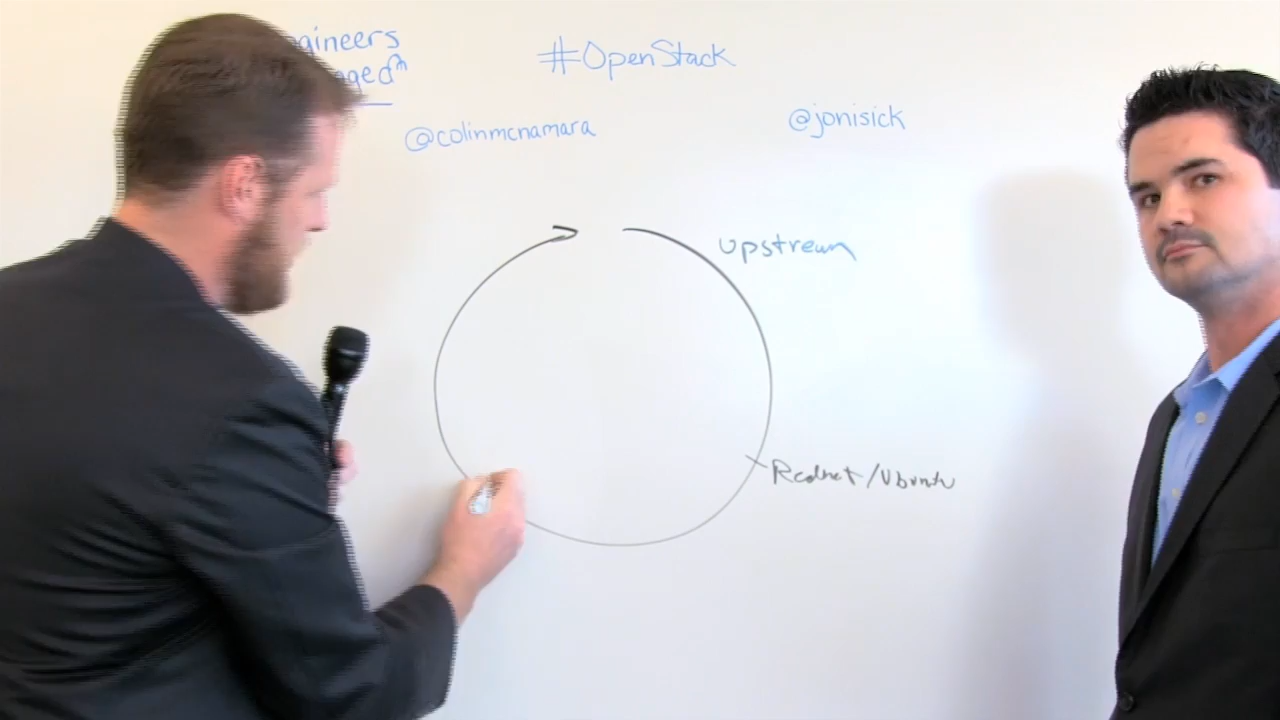 gineers
#OpenStack
ged"
@colinmcnamara
@jonisick
upstream
Redhat/Ubuntu